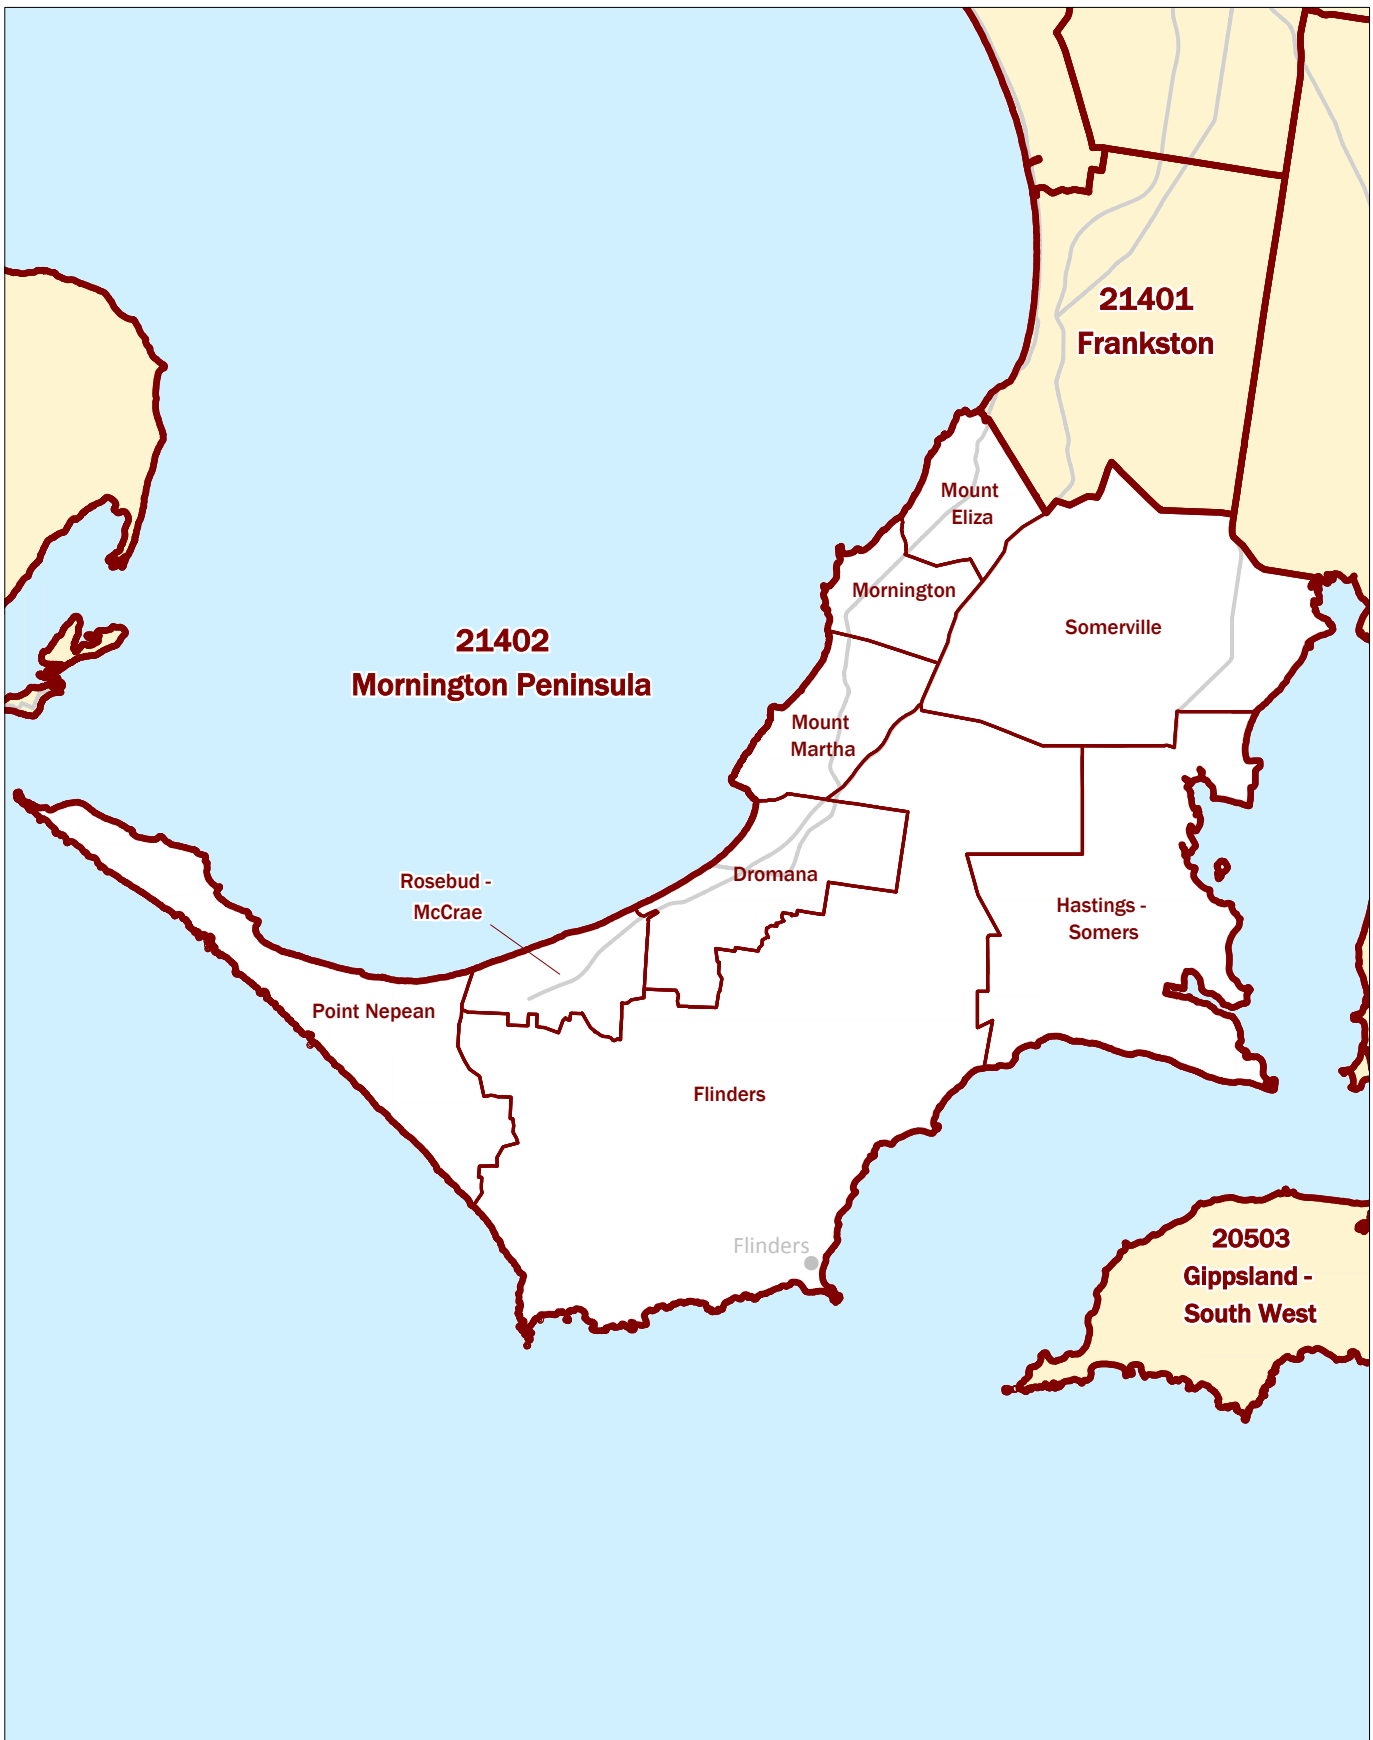 21401
Frankston
Mount
Eliza
Mornington
Somerville
21402
Mornington Peninsula
Mount
Martha
Dromana
Rosebud -
McCrae
Hastings -
Somers
Point Nepean
Flinders
Flinders
20503
Gippsland -
South West